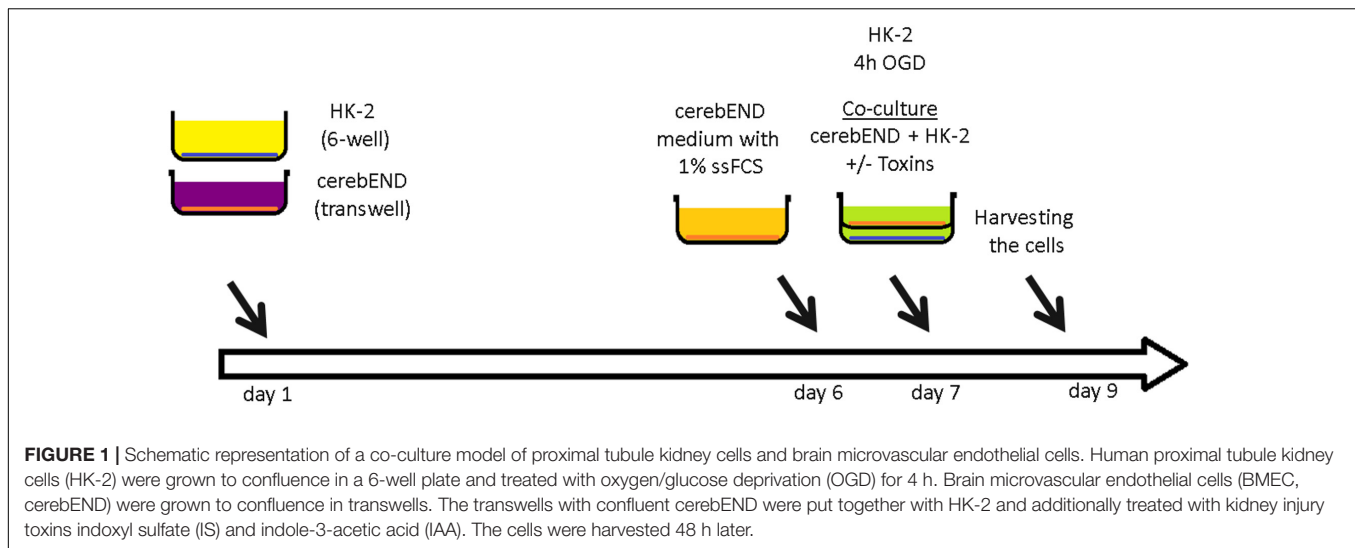 HK-2
(6-well)
cerebEND
(transwell)
cerebEND
medium with
1% ssFCS
HK-2
4h OGD
Co-culture
cerebEND + HK-2
+/- Toxins
Harvesting
the cells
day 1
day 6
day 7
day 9
FIGURE 1 | Schematic representation of a co-culture model of proximal tubule kidney cells and brain microvascular endothelial cells. Human proximal tubule kidney
cells (HK-2) were grown to confluence in a 6-well plate and treated with oxygen/glucose deprivation (OGD) for 4 h. Brain microvascular endothelial cells (BMEC,
cerebEND) were grown to confluence in transwells. The transwells with confluent cerebEND were put together with HK-2 and additionally treated with kidney injury
toxins indoxyl sulfate (IS) and indole-3-acetic acid (IAA). The cells were harvested 48 h later.